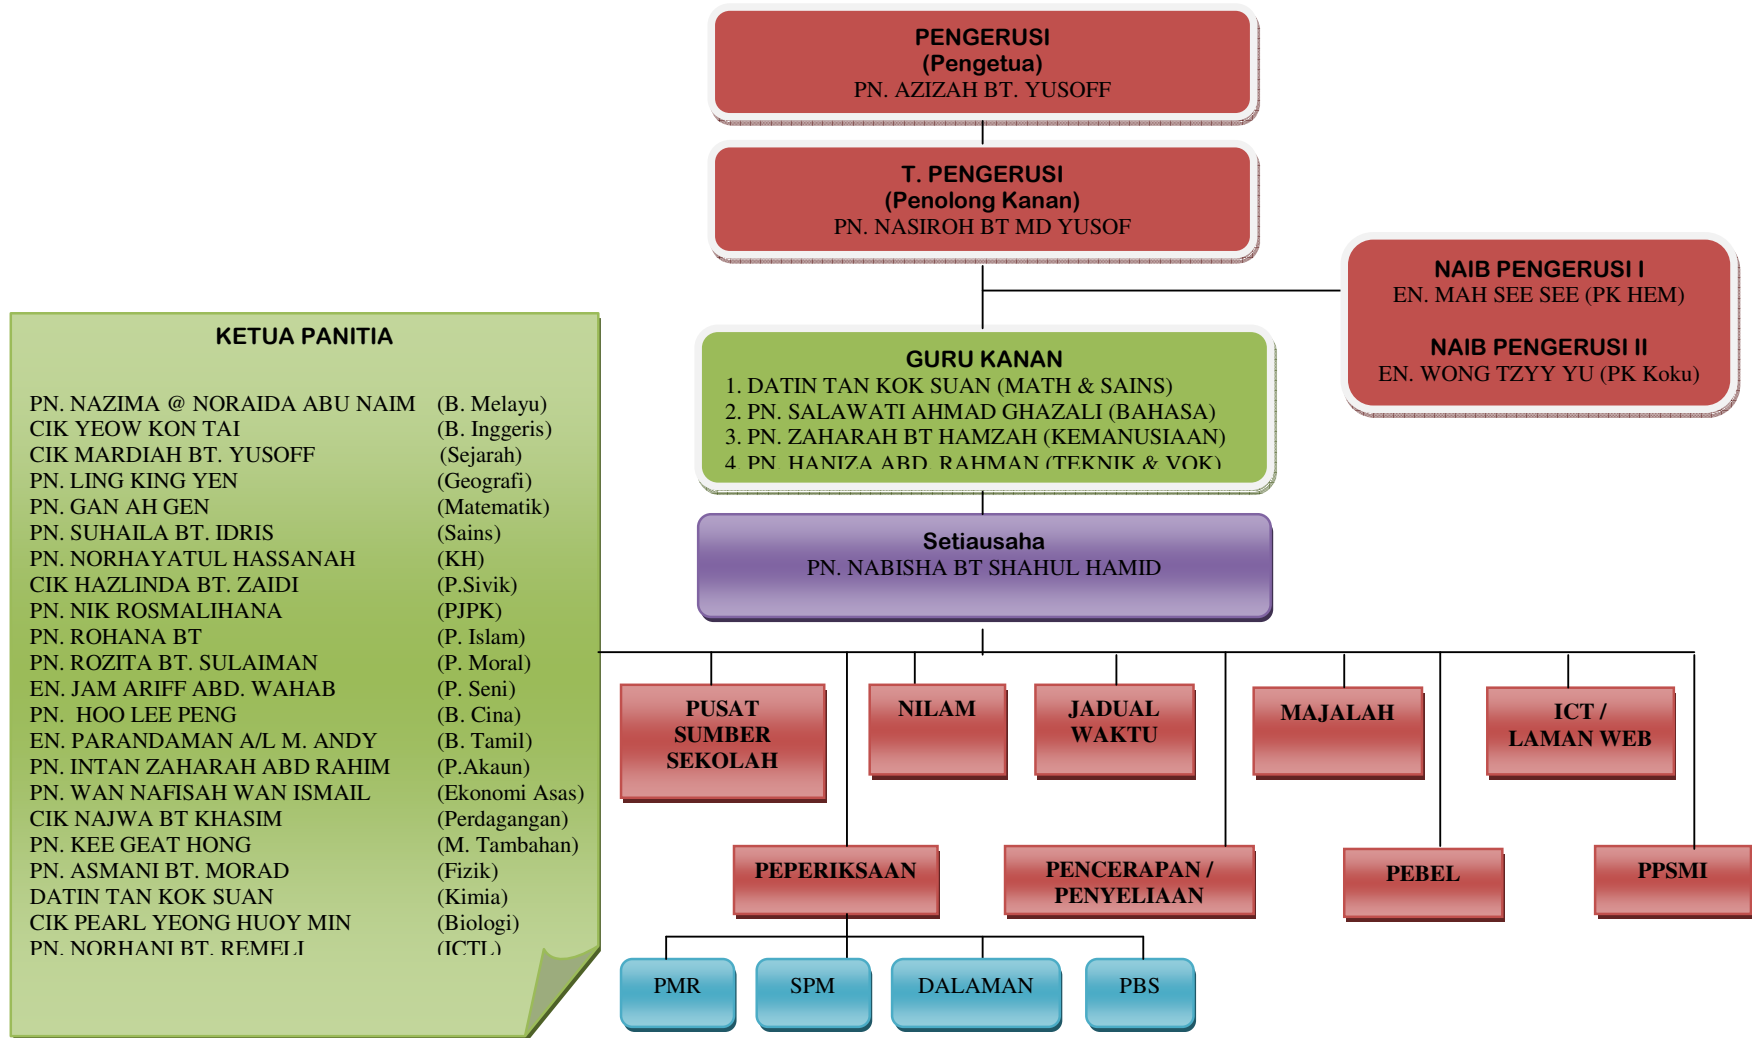 PENGERUSI
(Pengetua)
PN. AZIZAH BT. YUSOFF
T. PENGERUSI
(Penolong Kanan)
PN. NASIROH BT MD YUSOF
NAIB PENGERUSI I
EN. MAH SEE SEE (PK HEM)
NAIB PENGERUSI II
EN. WONG TZYY YU (PK Koku)
GURU KANAN
1. DATIN TAN KOK SUAN (MATH & SAINS)
2. PN. SALAWATI AHMAD GHAZALI (BAHASA)
3. PN. ZAHARAH BT HAMZAH (KEMANUSIAAN)
4. PN. HANIZA ABD. RAHMAN (TEKNIK & VOK)
Setiausaha
PN. NABISHA BT SHAHUL HAMID
KETUA PANITIA
PN. NAZIMA @ NORAIDA ABU NAIM (B. Melayu)
CIK YEOW KON TAI (B. Inggeris)
CIK MARDIAH BT. YUSOFF (Sejarah)
PN. LING KING YEN (Geografi)
PN. GAN AH GEN (Matematik)
PN. SUHAILA BT. IDRIS (Sains)
PN. NORHAYATUL HASSANAH (KH)
CIK HAZLINDA BT. ZAIDI (P.Sivik)
PN. NIK ROSMALIHANA (PJPK)
PN. ROHANA BT (P. Islam)
PN. ROZITA BT. SULAIMAN (P. Moral)
EN. JAM ARIFF ABD. WAHAB (P. Seni)
PN. HOO LEE PENG (B. Cina)
EN. PARANDAMAN A/L M. ANDY (B. Tamil)
PN. INTAN ZAHARAH ABD RAHIM (P.Akaun)
PN. WAN NAFISAH WAN ISMAIL (Ekonomi Asas)
CIK NAJWA BT KHASIM (Perdagangan)
PN. KEE GEAT HONG (M. Tambahan)
PN. ASMANI BT. MORAD (Fizik)
DATIN TAN KOK SUAN (Kimia)
CIK PEARL YEONG HUOY MIN (Biologi)
PN. NORHANI BT. REMELI (ICTL)
PUSAT
SUMBER
SEKOLAH
NILAM
JADUAL
WAKTU
MAJALAH
ICT /
LAMAN WEB
PEPERIKSAAN
PENCERAPAN /
PENYELIAAN
PEBEL
PPSMI
PMR
SPM
DALAMAN
PBS